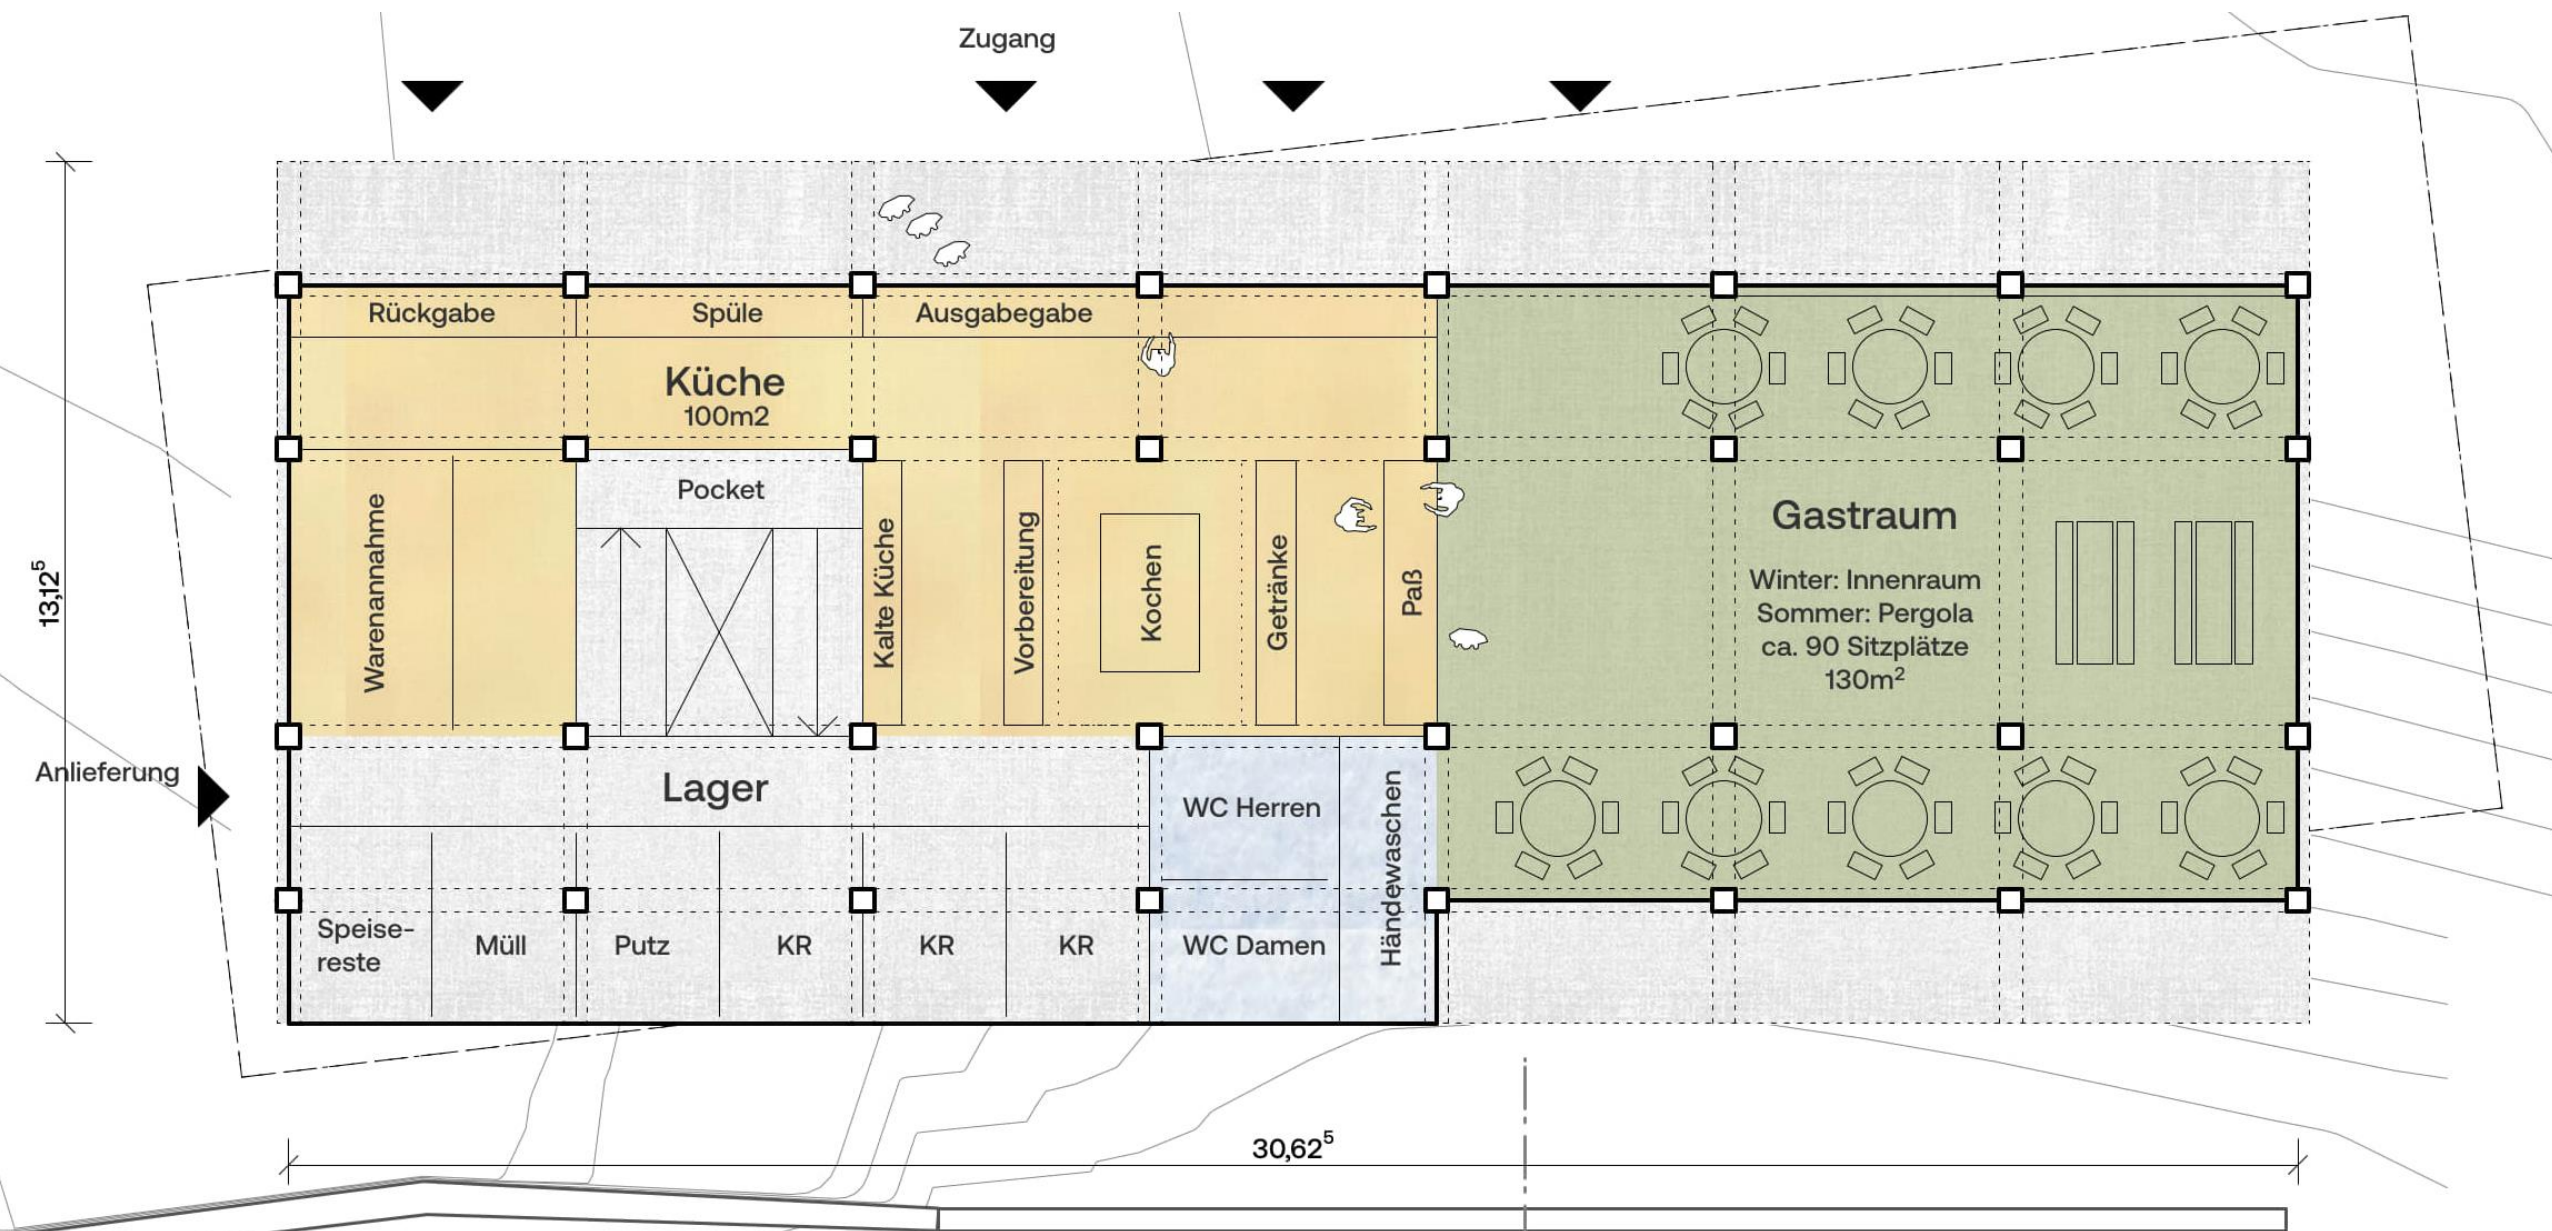 Zugang
Rückgabe
Spüle
Ausgabegabe
Küche
100m2
Pocket
Warenannahme
Kalte Küche
Vorbereitung
Kochen
Getränke
Paß
Gastraum
Winter: Innenraum
Sommer: Pergola
ca. 90 Sitzplätze
130m²
13,12⁵
Anlieferung
Lager
WC Herren
Händewaschen
Speise-
reste
Müll
Putz
KR
KR
KR
WC Damen
30,62⁵